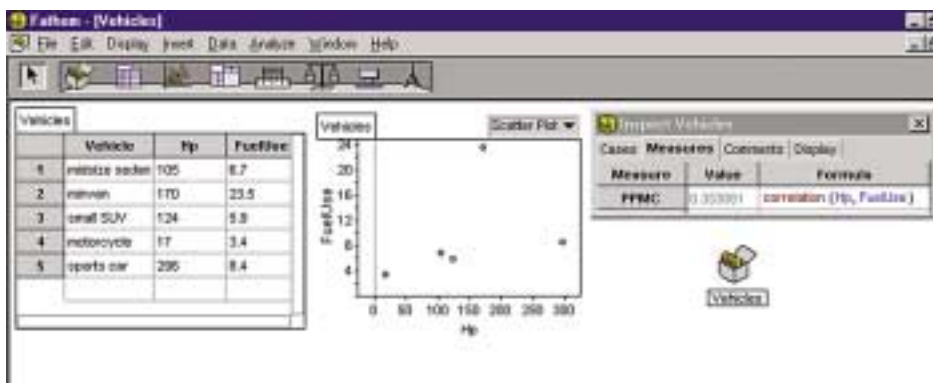 Fathom - [Vehicles]
File Edit Display Insert Data Analyze Window Help
Vehicles
Vehicle Hp FuelUse
1 midsize sedan 105 6.7
2 minivan 170 23.5
3 small SUV 124 5.9
4 motorcycle 17 3.4
5 sports car 295 8.4
Vehicles Scatter Plot
24
20
16
12
8
4
FuelUse
0 50 100 150 200 250 300
Hp
Inspect Vehicles
Cases Measures Comments Display
Measure Value Formula
PPMC correlation (Hp, FuelUse)
Vehicles